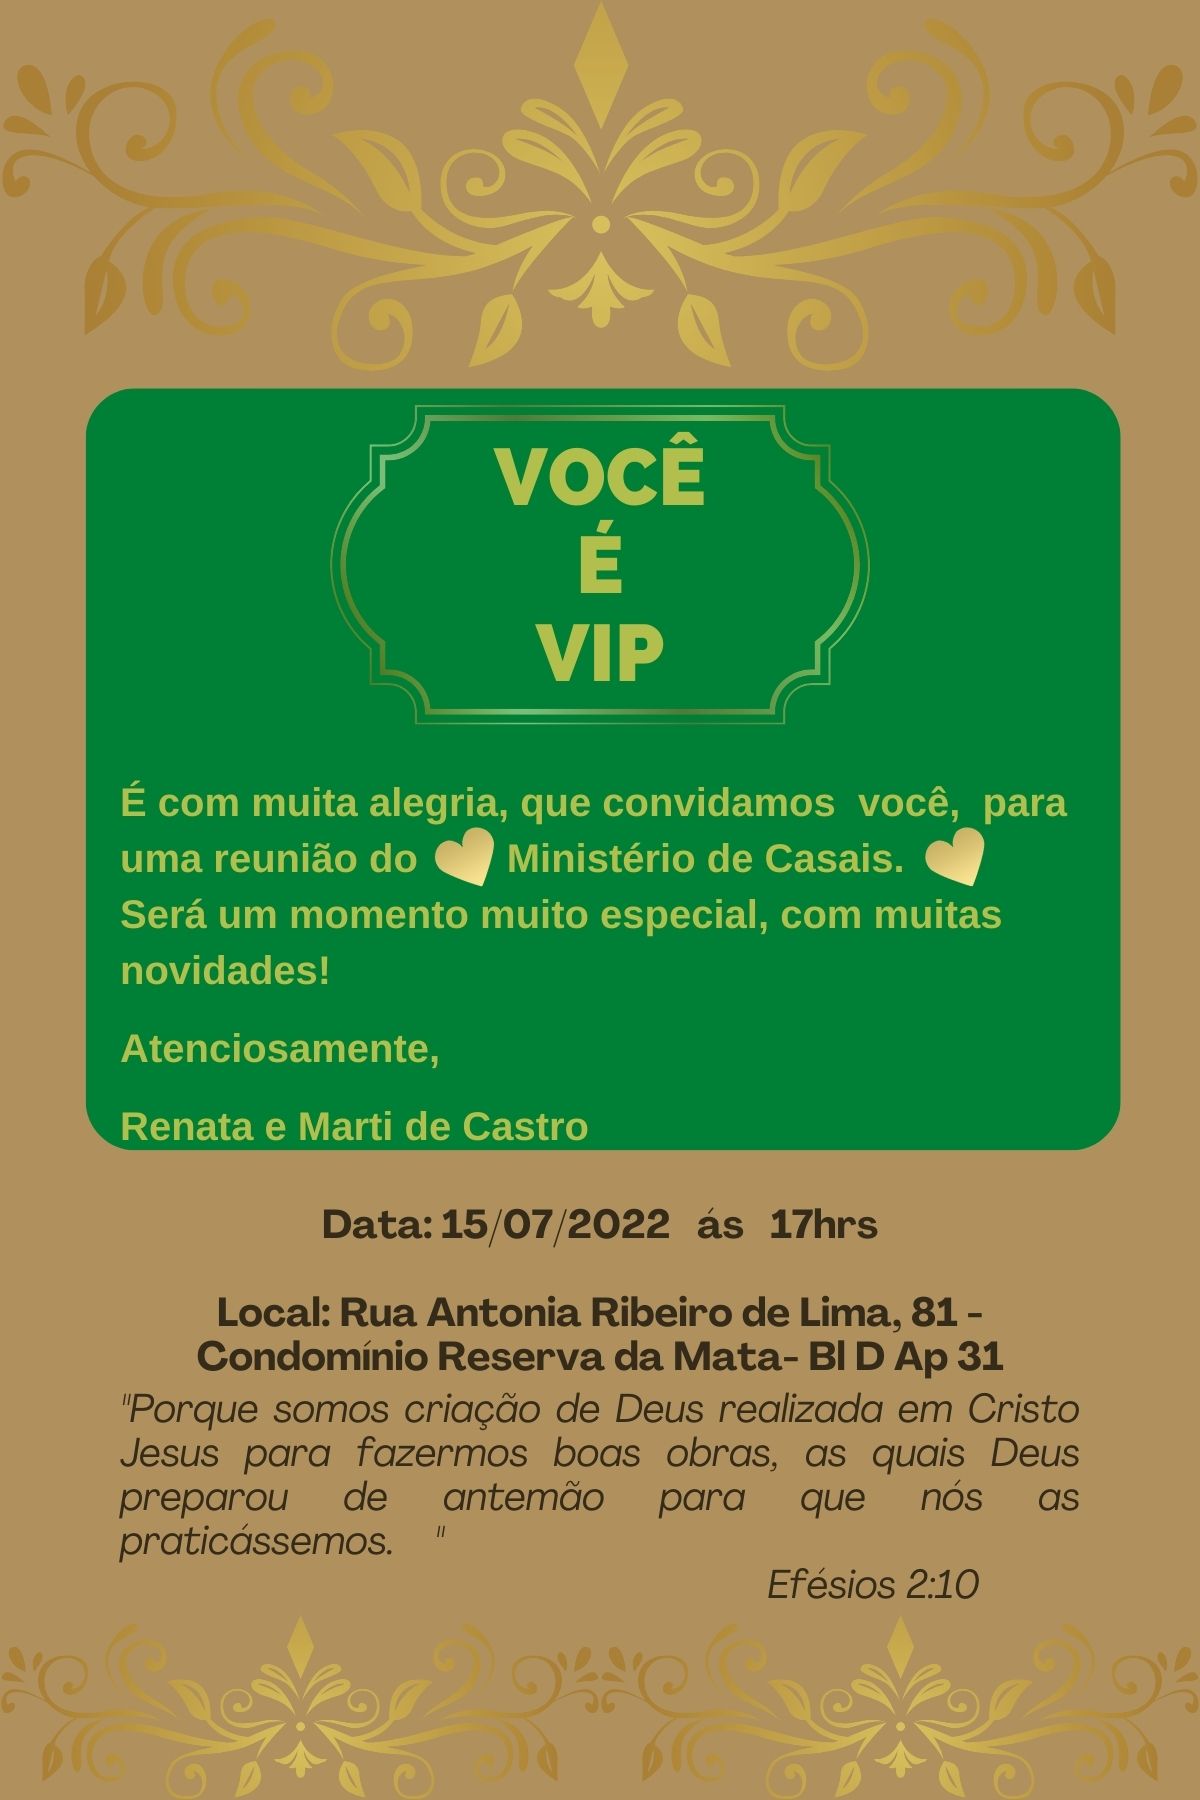 VOCÊ
É
VIP
É com muita alegria, que convidamos você, para
uma reunião do Ministério de Casais.
Será um momento muito especial, com muitas
novidades!
Atenciosamente,
Renata e Marti de Castro
Data: 15/07/2022 ás 17hrs
Local: Rua Antonia Ribeiro de Lima, 81 -
Condomínio Reserva da Mata- Bl D Ap 31
"Porque somos criação de Deus realizada em Cristo
Jesus para fazermos boas obras, as quais Deus
preparou de antemão para que nós as
praticássemos. "
Efésios 2:10